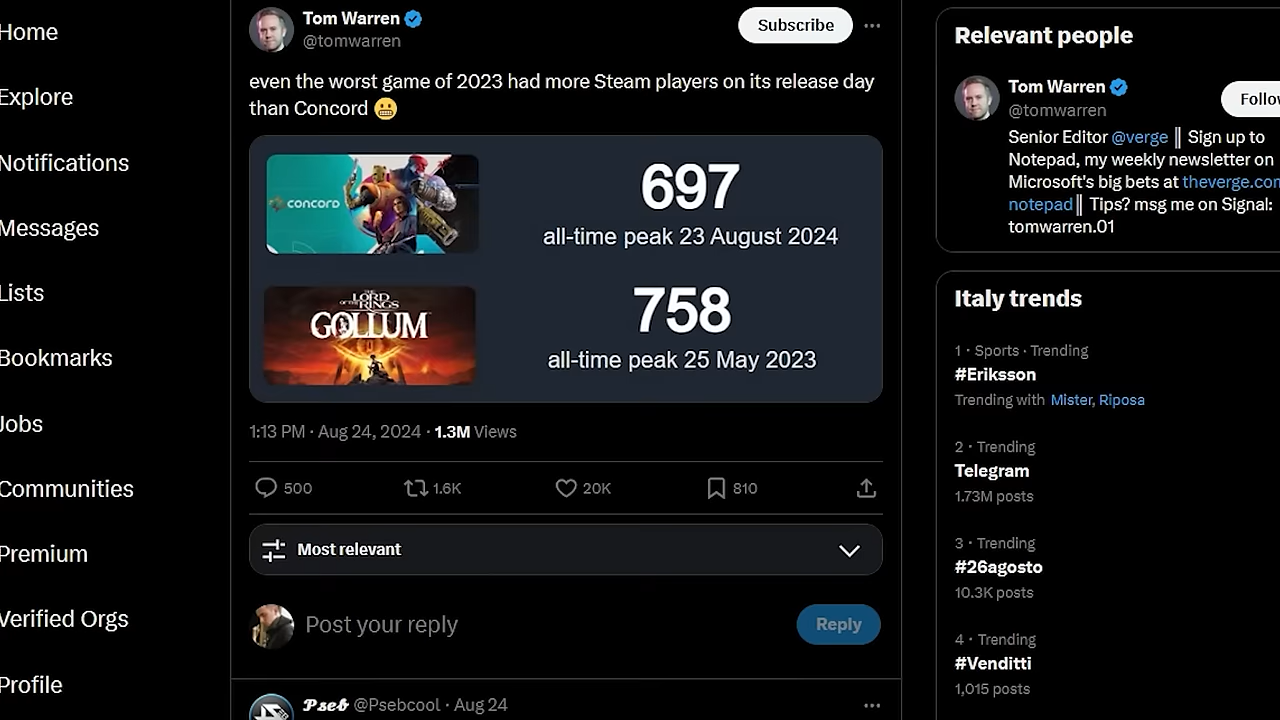 Home
Explore
Notifications
Messages
Lists
Bookmarks
Jobs
Communities
Premium
Verified Orgs
Profile
Tom Warren
@tomwarren
Subscribe
even the worst game of 2023 had more Steam players on its release day
than Concord 😬
CONCORD
697
all-time peak 23 August 2024
THE
LORD
OF THE RINGS
GOLLUM
758
all-time peak 25 May 2023
1:13 PM · Aug 24, 2024 · 1.3M Views
500 1.6K 20K 810
Most relevant
Post your reply
Reply
𝓟𝓼𝓮𝓫 @Psebcool · Aug 24
Relevant people
Tom Warren
@tomwarren
Follow
Senior Editor @verge ║ Sign up to
Notepad, my weekly newsletter on
Microsoft's big bets at theverge.com
notepad║ Tips? msg me on Signal:
tomwarren.01
Italy trends
1 · Sports · Trending
#Eriksson
Trending with Mister, Riposa
2 · Trending
Telegram
1.73M posts
3 · Trending
#26agosto
10.3K posts
4 · Trending
#Venditti
1,015 posts